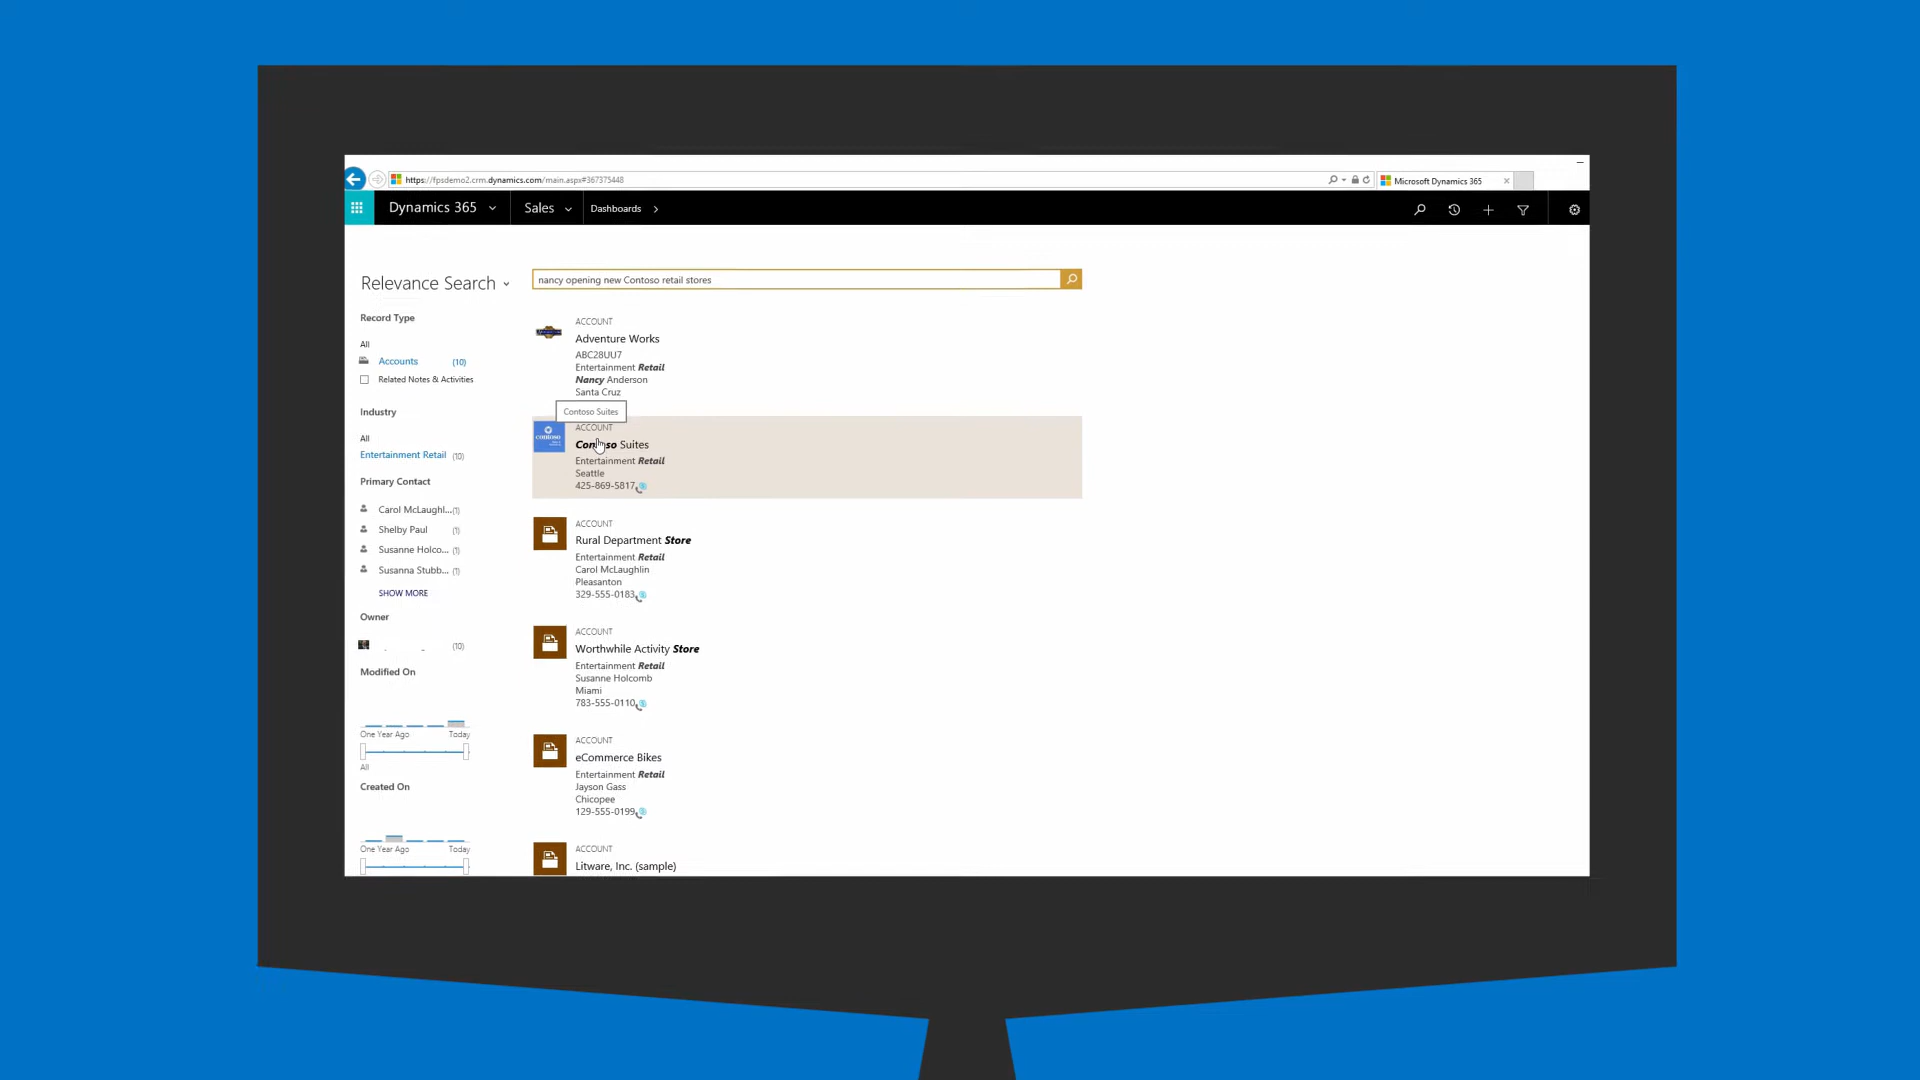 https://fpsdemo2.crm.dynamics.com/main.aspx#367375448
Microsoft Dynamics 365
Dynamics 365
Sales
Dashboards
Relevance Search
nancy opening new Contoso retail stores
Record Type
All
Accounts (10)
Related Notes & Activities
Industry
All
Entertainment Retail (10)
Primary Contact
Carol McLaughl...(1)
Shelby Paul (1)
Susanne Holco... (1)
Susanna Stubb... (1)
SHOW MORE
Owner
(10)
Modified On
One Year Ago Today
All
Created On
One Year Ago Today
ACCOUNT
Adventure Works
ABC28UU7
Entertainment Retail
Nancy Anderson
Santa Cruz
Contoso Suites
contoso
ACCOUNT
Contoso Suites
Entertainment Retail
Seattle
425-869-5817
ACCOUNT
Rural Department Store
Entertainment Retail
Carol McLaughlin
Pleasanton
329-555-0183
ACCOUNT
Worthwhile Activity Store
Entertainment Retail
Susanne Holcomb
Miami
783-555-0110
ACCOUNT
eCommerce Bikes
Entertainment Retail
Jayson Gass
Chicopee
129-555-0199
ACCOUNT
Litware, Inc. (sample)